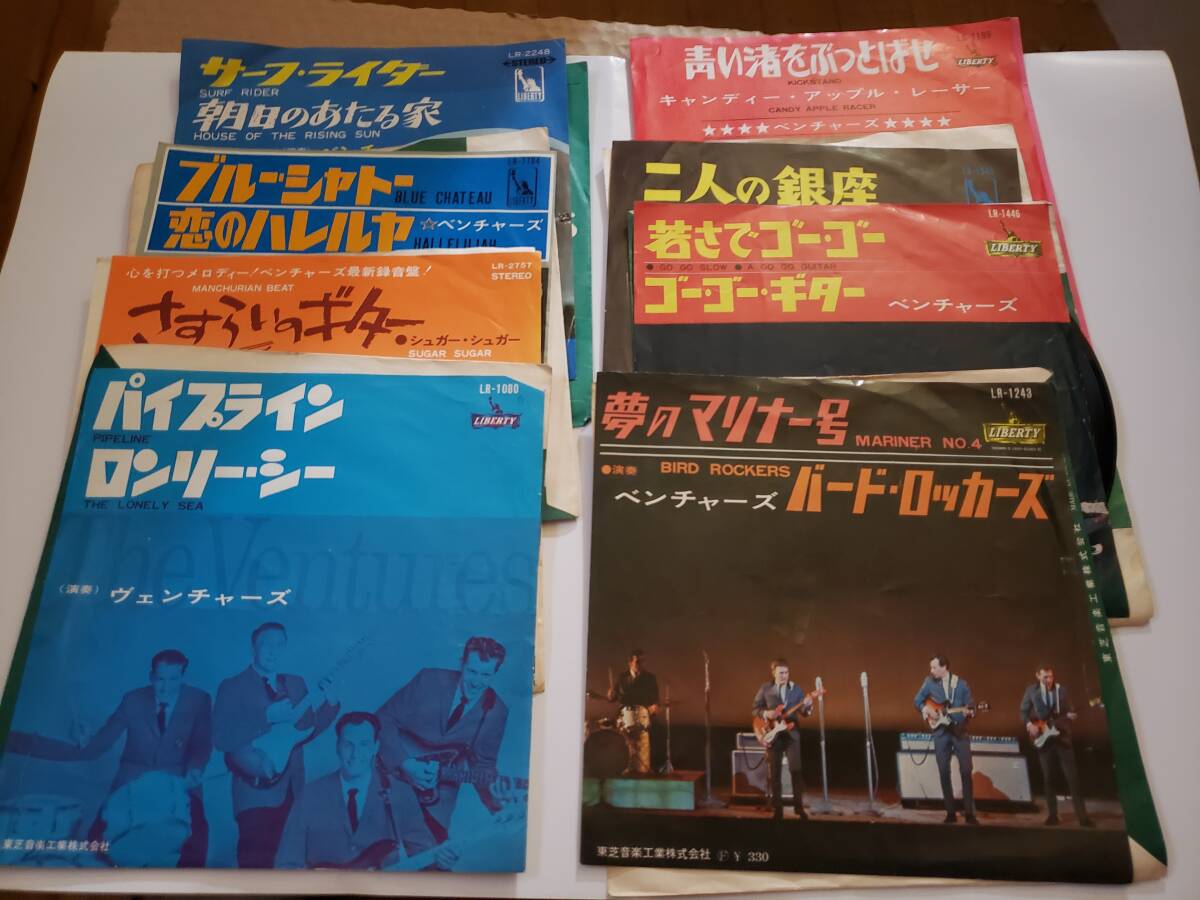 LR-2248
サーフ・ライダー
STEREO
SURF RIDER
LIBERTY
朝日のあたる家
HOUSE OF THE RISING SUN
ブルー・シャトー
BLUE CHATEAU
LIBERTY
恋のハレルヤ
☆ベンチャーズ
HALLELUJAH
心を打つメロディー!ベンチャーズ最新録音盤!
LR-2757
STEREO
MANCHURIAN BEAT
さすらいのギター
●シュガー・シュガー
SUGAR SUGAR
パイプライン
LR-1080
PIPELINE
LIBERTY
ロンリー・シー
THE LONELY SEA
The Ventures
(演奏) ヴェンチャーズ
東芝音楽工業株式会社
青い渚をぶっとばせ
LIBERTY
KICKSTAND
キャンディー・アップル・レーサー
CANDY APPLE RACER
★★★★ベンチャーズ★★★★
二人の銀座
LR-1446
若さでゴー・ゴー
LIBERTY
● GO GO SLOW ● A GO GO GUITAR
ゴー・ゴー・ギター ベンチャーズ
LR-1243
夢のマリナー号 MARINER NO.4
LIBERTY
●演奏 BIRD ROCKERS
ベンチャーズ バード・ロッカーズ
東芝音楽工業株式会社 Ⓕ ¥ 330
東芝音楽工業株式会社